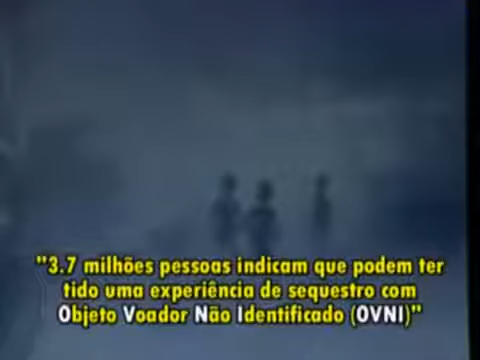 "3.7 milhões pessoas indicam que podem ter
tido uma experiência de sequestro com
Objeto Voador Não Identificado (OVNI)"